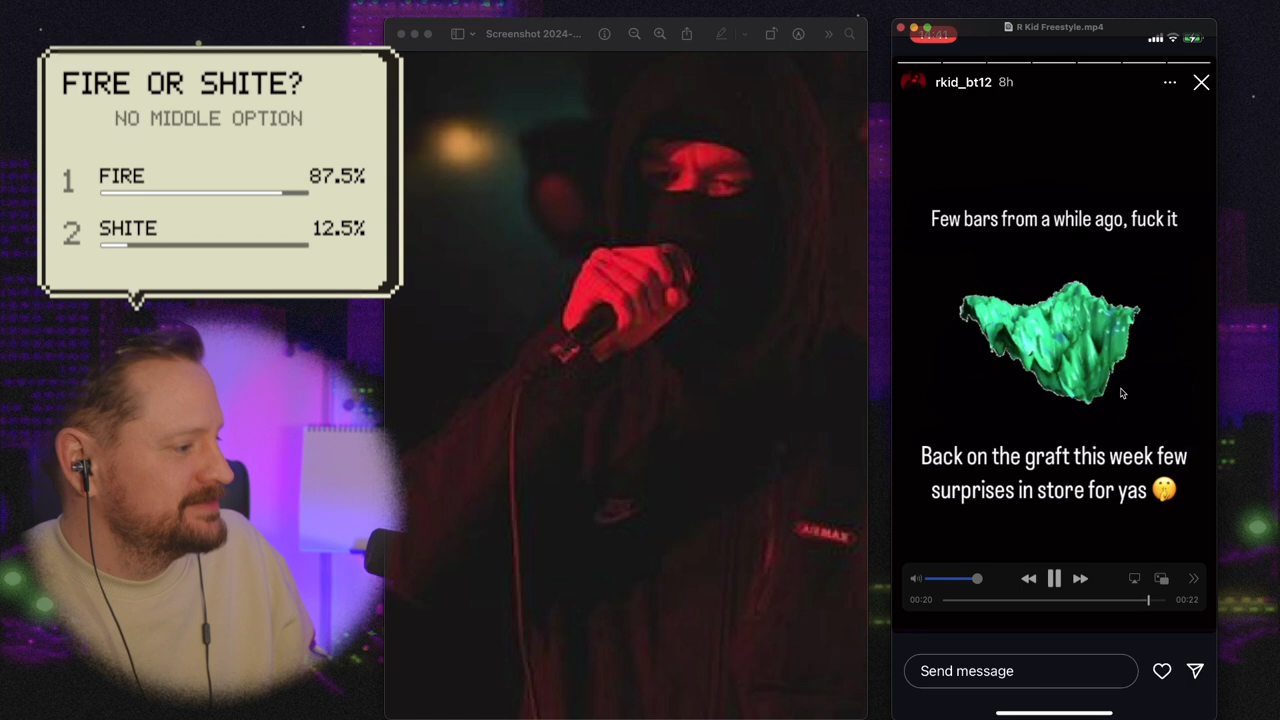 FIRE OR SHITE?
NO MIDDLE OPTION
1 FIRE 87.5%
2 SHITE 12.5%
Screenshot 2024-...
AIR MAX
R Kid Freestyle.mp4
rkid_bt12 8h
Few bars from a while ago, fuck it
Back on the graft this week few
surprises in store for yas 🤫
00:20 00:22
Send message